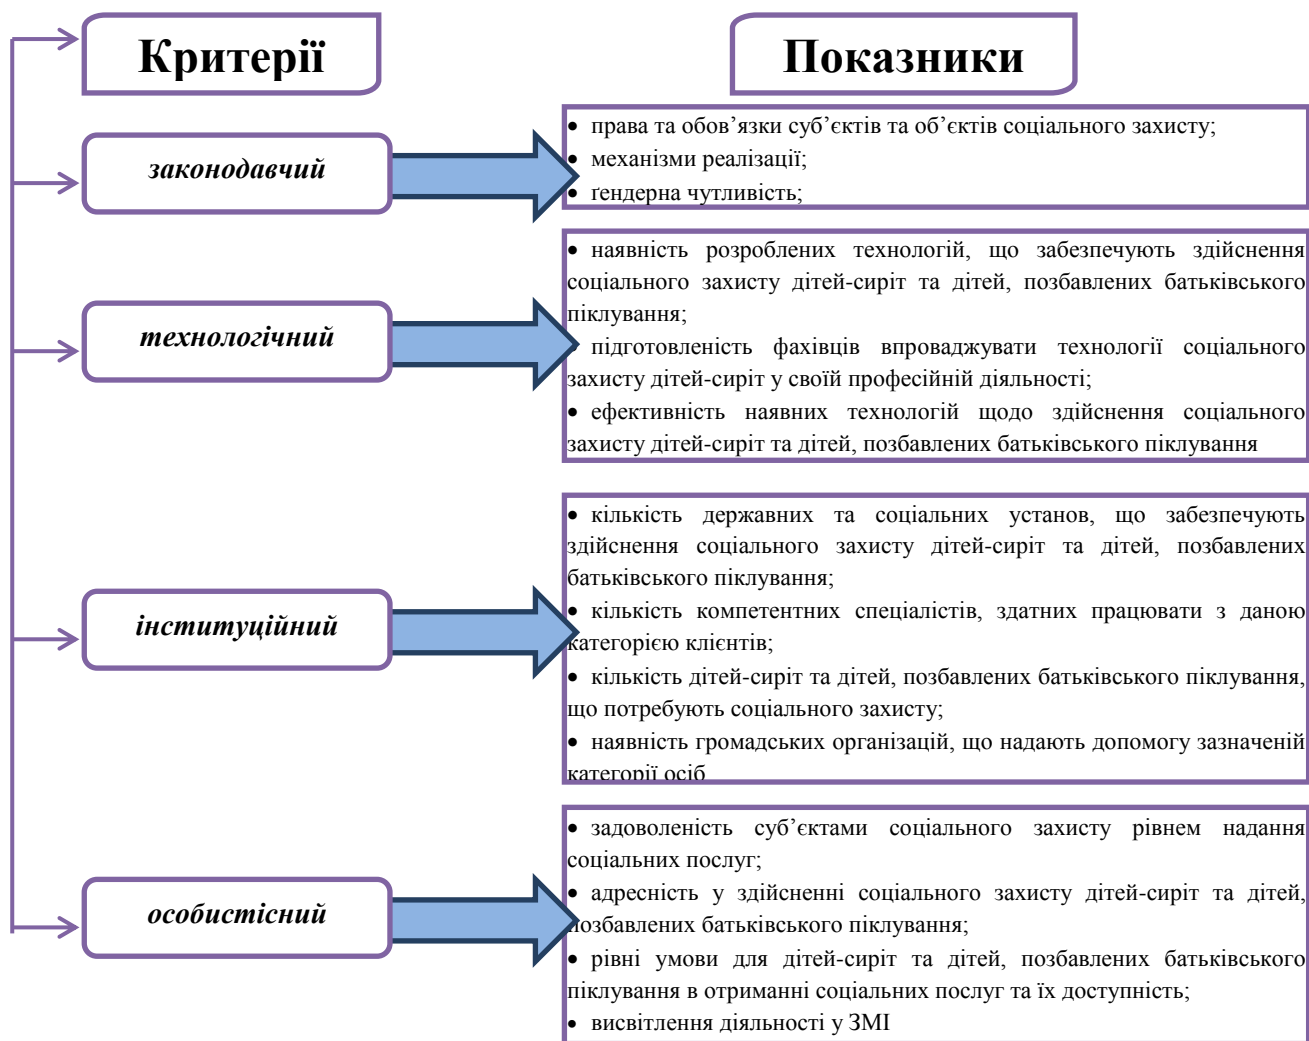 Критерії
Показники
законодавчий
• права та обов’язки суб’єктів та об’єктів соціального захисту;
• механізми реалізації;
• ґендерна чутливість;
технологічний
• наявність розроблених технологій, що забезпечують здійснення
соціального захисту дітей-сиріт та дітей, позбавлених батьківського
піклування;
• підготовленість фахівців впроваджувати технології соціального
захисту дітей-сиріт у своїй професійній діяльності;
• ефективність наявних технологій щодо здійснення соціального
захисту дітей-сиріт та дітей, позбавлених батьківського піклування
інституційний
• кількість державних та соціальних установ, що забезпечують
здійснення соціального захисту дітей-сиріт та дітей, позбавлених
батьківського піклування;
• кількість компетентних спеціалістів, здатних працювати з даною
категорією клієнтів;
• кількість дітей-сиріт та дітей, позбавлених батьківського піклування,
що потребують соціального захисту;
• наявність громадських організацій, що надають допомогу зазначеній
категорії осіб
особистісний
• задоволеність суб’єктами соціального захисту рівнем надання
соціальних послуг;
• адресність у здійсненні соціального захисту дітей-сиріт та дітей,
позбавлених батьківського піклування;
• рівні умови для дітей-сиріт та дітей, позбавлених батьківського
піклування в отриманні соціальних послуг та їх доступність;
• висвітлення діяльності у ЗМІ